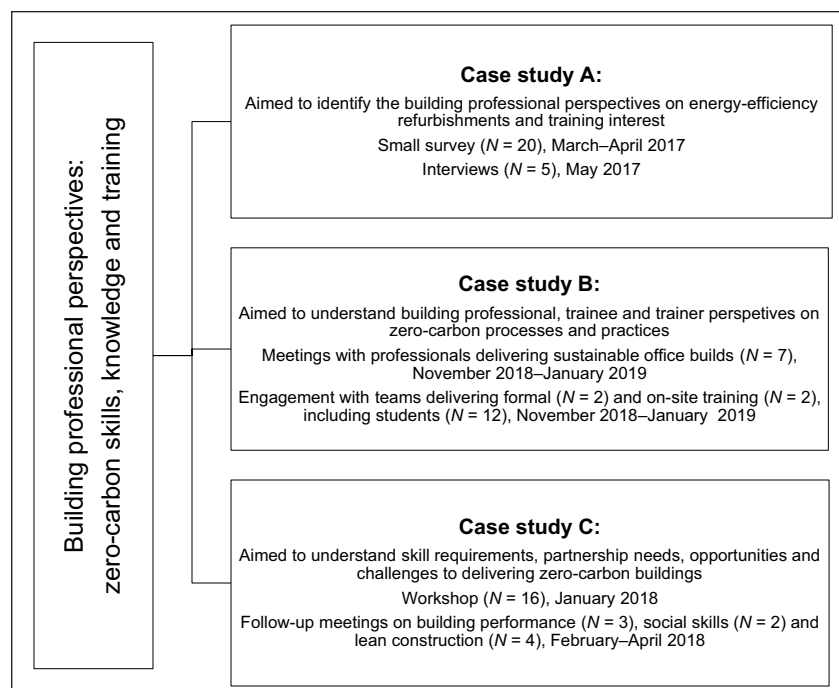 Building professional perspectives:
zero-carbon skills, knowledge and training
Case study A:
Aimed to identify the building professional perspectives on energy-efficiency
refurbishments and training interest
Small survey (N = 20), March–April 2017
Interviews (N = 5), May 2017
Case study B:
Aimed to understand building professional, trainee and trainer perspetives on
zero-carbon processes and practices
Meetings with professionals delivering sustainable office builds (N = 7),
November 2018–January 2019
Engagement with teams delivering formal (N = 2) and on-site training (N = 2),
including students (N = 12), November 2018–January 2019
Case study C:
Aimed to understand skill requirements, partnership needs, opportunities and
challenges to delivering zero-carbon buildings
Workshop (N = 16), January 2018
Follow-up meetings on building performance (N = 3), social skills (N = 2) and
lean construction (N = 4), February–April 2018